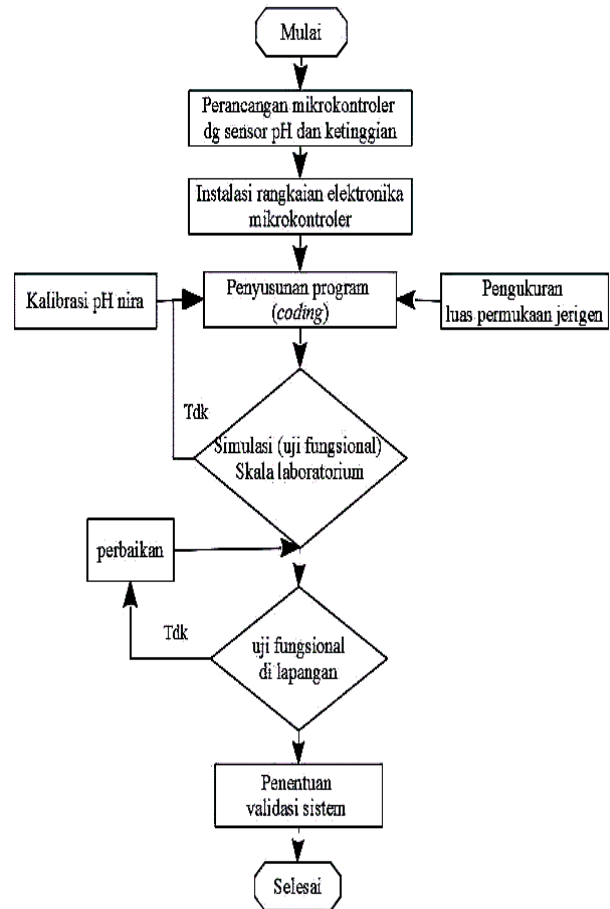 Mulai
Perancangan mikrokontroler
dg sensor pH dan ketinggian
Instalasi rangkaian elektronika
mikrokontroler
Kalibrasi pH nira
Penyusunan program
(coding)
Pengukuran
luas permukaan jerigen
Tdk
Simulasi (uji fungsional)
Skala laboratorium
perbaikan
Tdk
uji fungsional
di lapangan
Penentuan
validasi sistem
Selesai